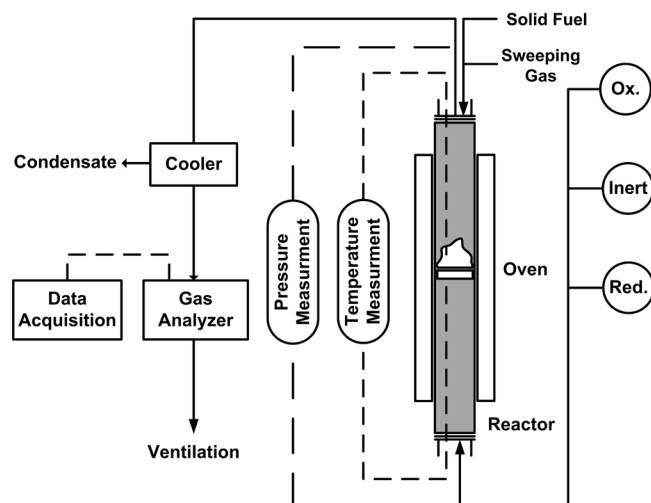 Solid Fuel
Sweeping
Gas
Ox.
Condensate
Cooler
Inert
Pressure
Measurment
Temperature
Measurment
Oven
Data
Acquisition
Gas
Analyzer
Red.
Reactor
Ventilation